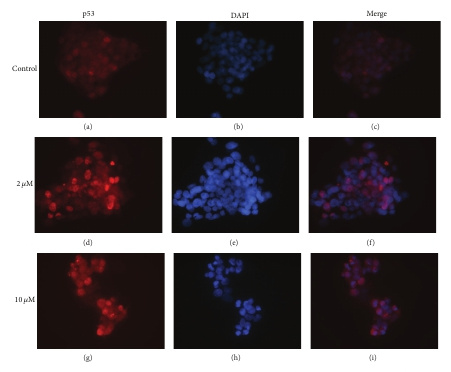 p53 DAPI Merge
Control
(a) (b) (c)
2 μM
(d) (e) (f)
10 μM
(g) (h) (i)